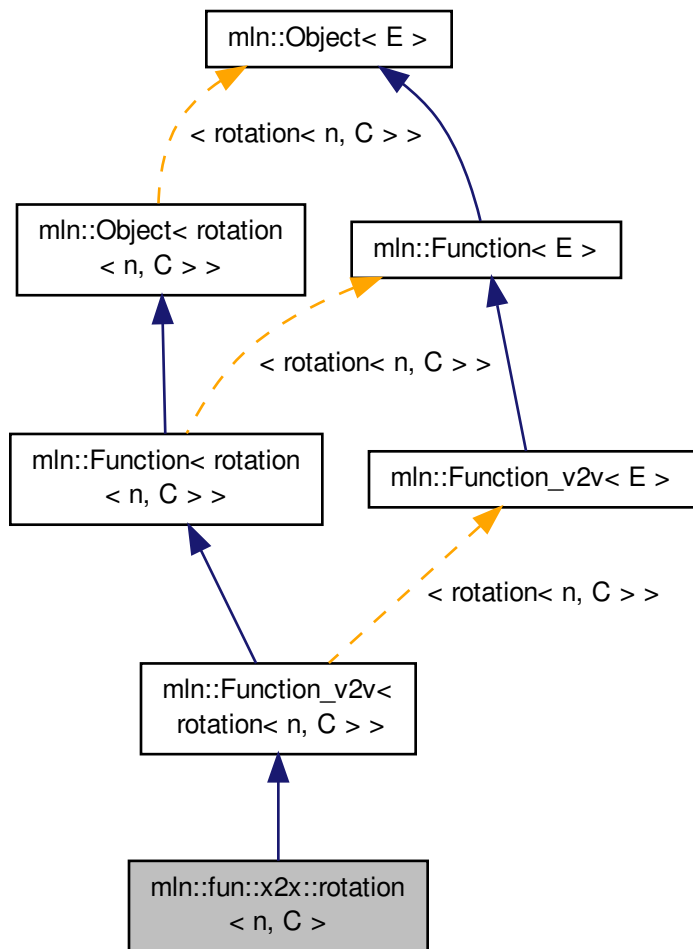 mln::Object< E >
< rotation< n, C > >
mln::Object< rotation
< n, C > >
mln::Function< E >
< rotation< n, C > >
mln::Function< rotation
< n, C > >
mln::Function_v2v< E >
< rotation< n, C > >
mln::Function_v2v<
rotation< n, C > >
mln::fun::x2x::rotation
< n, C >